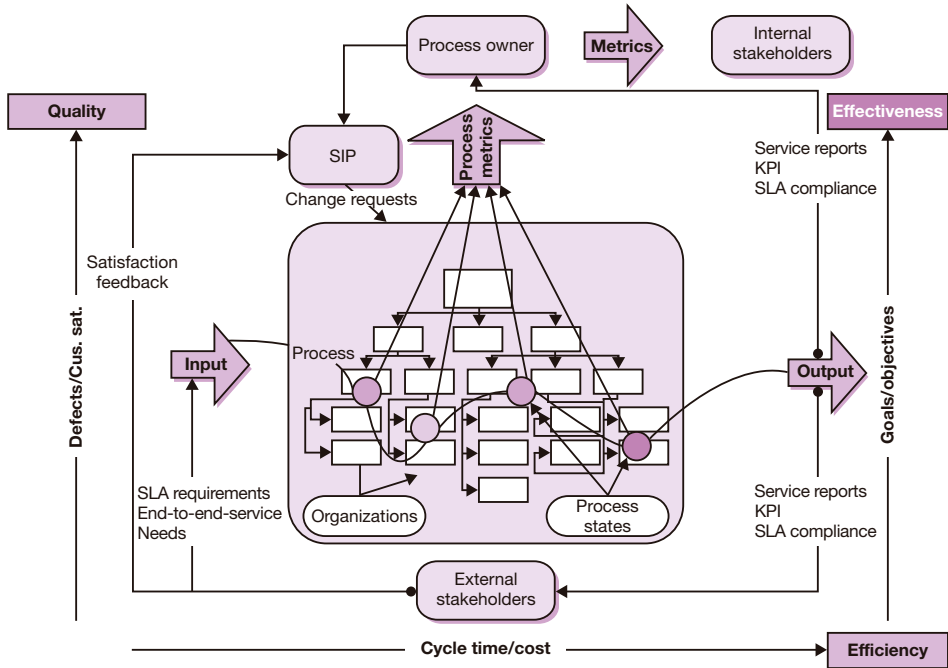 Process owner
Metrics
Internal
stakeholders
Quality
Effectiveness
SIP
Process
metrics
Service reports
KPI
SLA compliance
Change requests
Satisfaction
feedback
Defects/Cus. sat.
Input
Process
Output
Goals/objectives
SLA requirements
End-to-end-service
Needs
Organizations
Process
states
Service reports
KPI
SLA compliance
External
stakeholders
Cycle time/cost
Efficiency